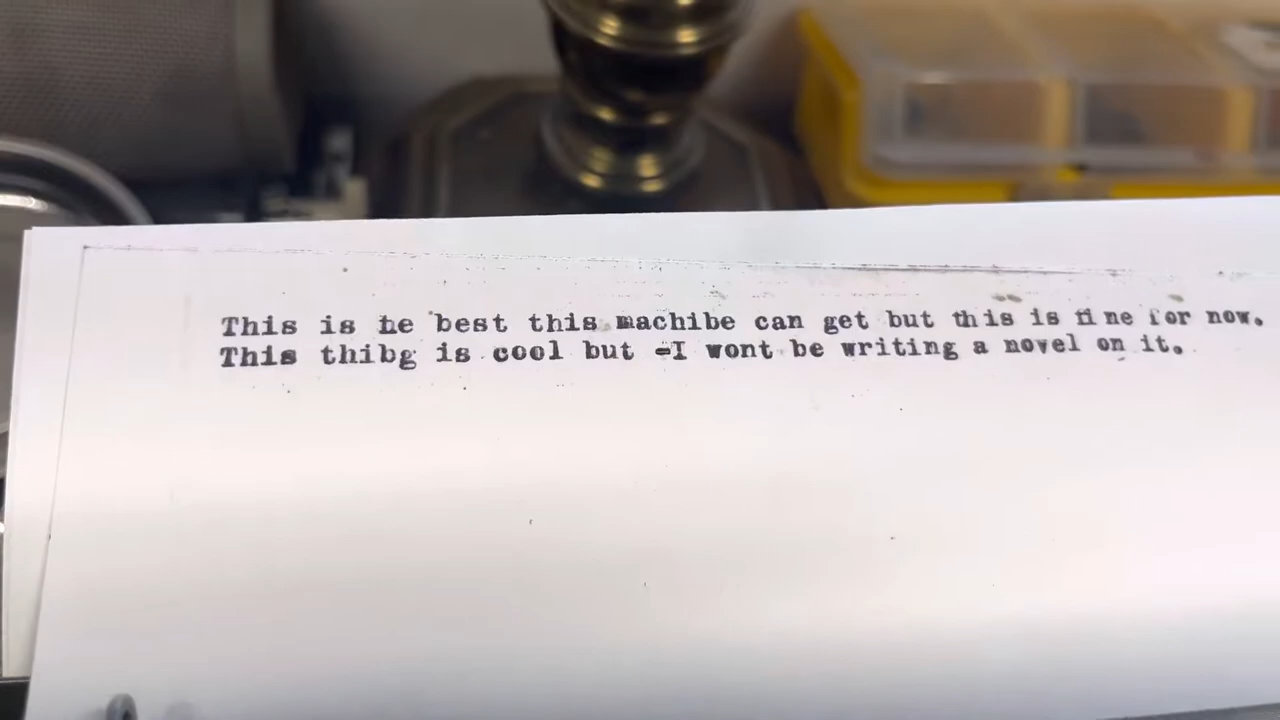 This is he best this machibe can get but this is fine for now.
This thibg is cool but -I wont be writing a novel on it.